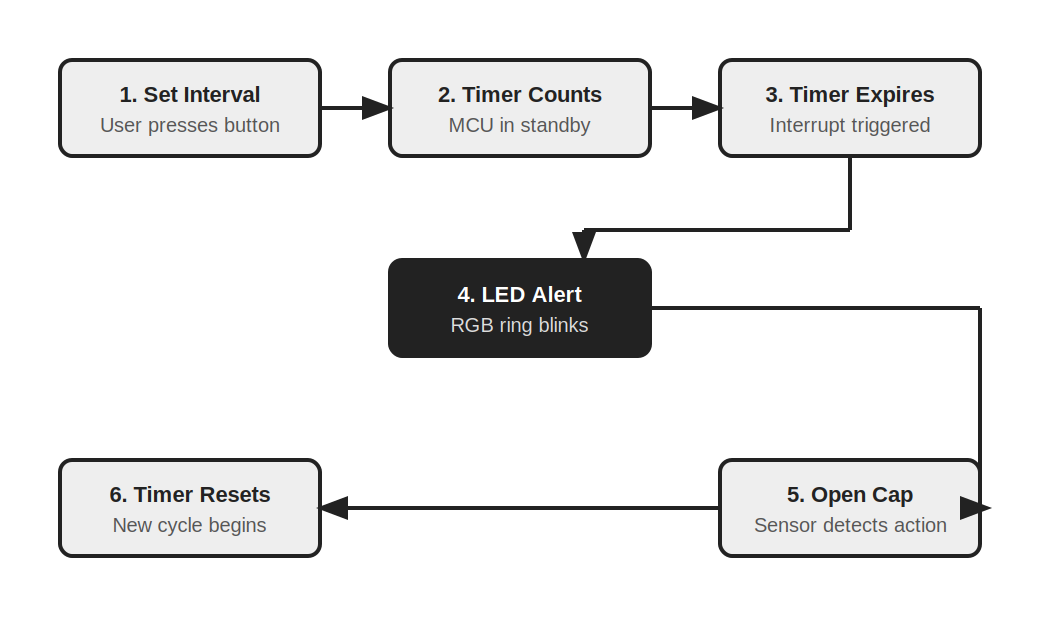 1. Set Interval
User presses button
2. Timer Counts
MCU in standby
3. Timer Expires
Interrupt triggered
4. LED Alert
RGB ring blinks
5. Open Cap
Sensor detects action
6. Timer Resets
New cycle begins